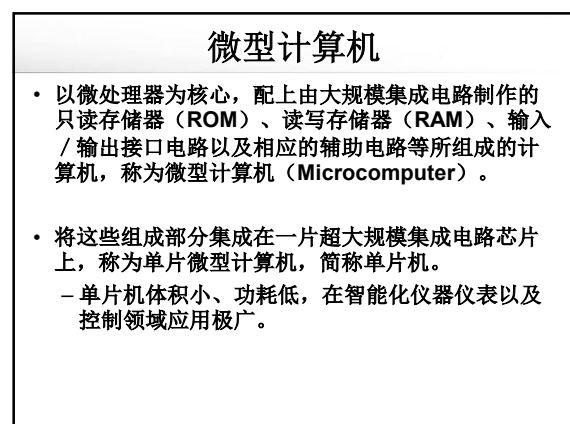 微型计算机
• 以微处理器为核心，配上由大规模集成电路制作的
只读存储器（ROM）、读写存储器（RAM）、输入
／输出接口电路以及相应的辅助电路等所组成的计
算机，称为微型计算机（Microcomputer）。
• 将这些组成部分集成在一片超大规模集成电路芯片
上，称为单片微型计算机，简称单片机。
– 单片机体积小、功耗低，在智能化仪器仪表以及
控制领域应用极广。